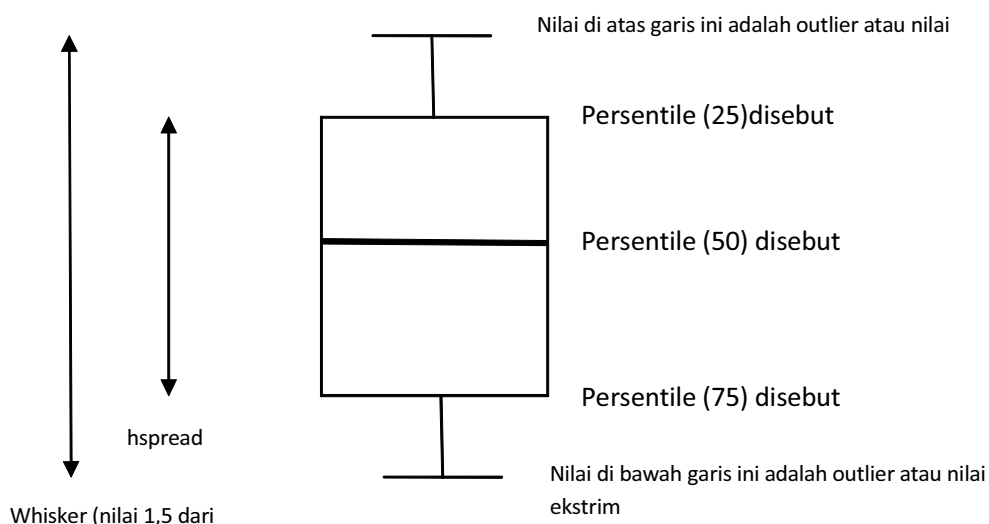 Nilai di atas garis ini adalah outlier atau nilai
Persentile (25)disebut
Persentile (50) disebut
Persentile (75) disebut
hspread
Nilai di bawah garis ini adalah outlier atau nilai
ekstrim
Whisker (nilai 1,5 dari